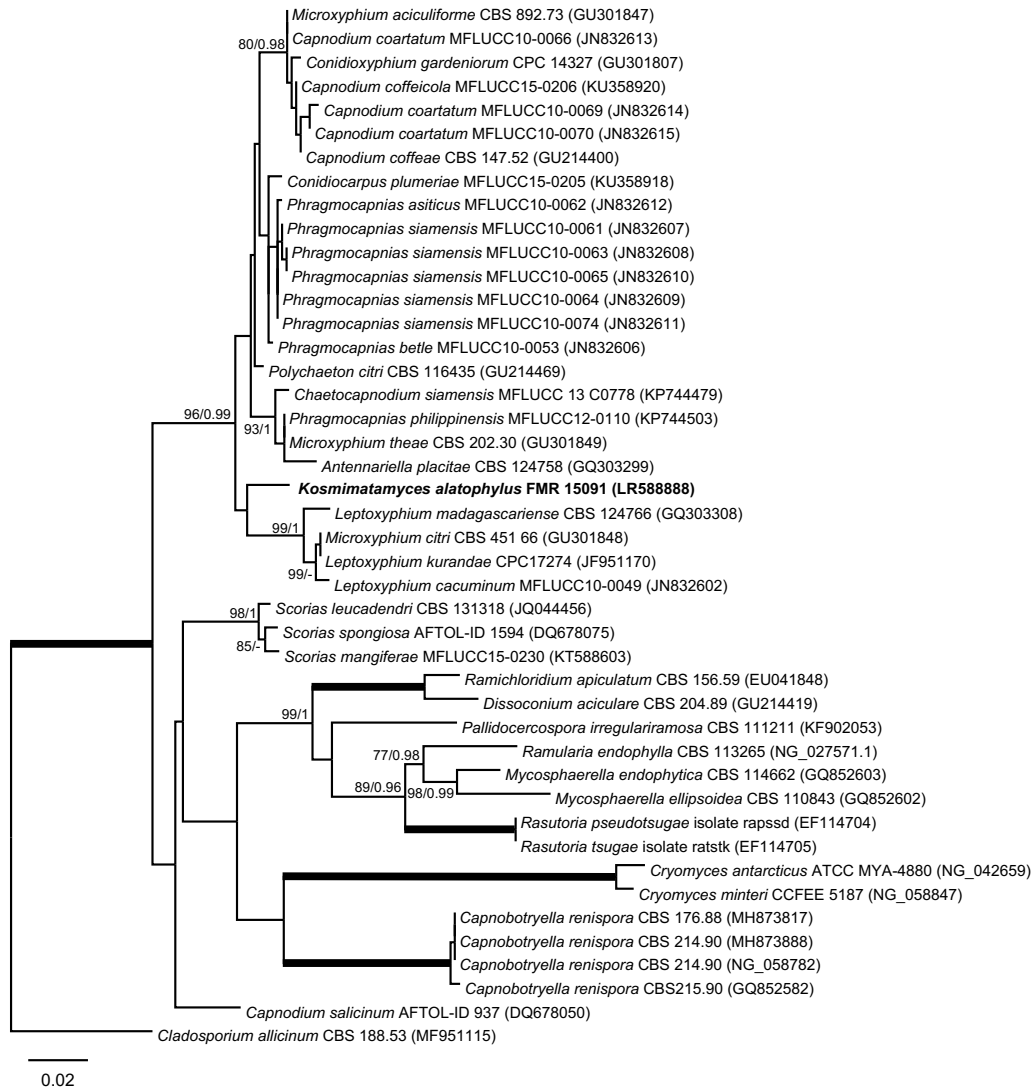 Microxyphium aciculiforme CBS 892.73 (GU301847)
80/0.98
Capnodium coartatum MFLUCC10-0066 (JN832613)
Conidioxyphium gardeniorum CPC 14327 (GU301807)
Capnodium coffeicola MFLUCC15-0206 (KU358920)
Capnodium coartatum MFLUCC10-0069 (JN832614)
Capnodium coartatum MFLUCC10-0070 (JN832615)
Capnodium coffeae CBS 147.52 (GU214400)
Conidiocarpus plumeriae MFLUCC15-0205 (KU358918)
Phragmocapnias asiticus MFLUCC10-0062 (JN832612)
Phragmocapnias siamensis MFLUCC10-0061 (JN832607)
Phragmocapnias siamensis MFLUCC10-0063 (JN832608)
Phragmocapnias siamensis MFLUCC10-0065 (JN832610)
Phragmocapnias siamensis MFLUCC10-0064 (JN832609)
Phragmocapnias siamensis MFLUCC10-0074 (JN832611)
Phragmocapnias betle MFLUCC10-0053 (JN832606)
Polychaeton citri CBS 116435 (GU214469)
Chaetocapnodium siamensis MFLUCC 13 C0778 (KP744479)
96/0.99
Phragmocapnias philippinensis MFLUCC12-0110 (KP744503)
93/1
Microxyphium theae CBS 202.30 (GU301849)
Antennariella placitae CBS 124758 (GQ303299)
Kosmimatamyces alatophylus FMR 15091 (LR588888)
Leptoxyphium madagascariense CBS 124766 (GQ303308)
99/1
Microxyphium citri CBS 451 66 (GU301848)
Leptoxyphium kurandae CPC17274 (JF951170)
99/-
Leptoxyphium cacuminum MFLUCC10-0049 (JN832602)
Scorias leucadendri CBS 131318 (JQ044456)
98/1
Scorias spongiosa AFTOL-ID 1594 (DQ678075)
85/-
Scorias mangiferae MFLUCC15-0230 (KT588603)
Ramichloridium apiculatum CBS 156.59 (EU041848)
Dissoconium aciculare CBS 204.89 (GU214419)
99/1
Pallidocercospora irregulariramosa CBS 111211 (KF902053)
Ramularia endophylla CBS 113265 (NG_027571.1)
77/0.98
Mycosphaerella endophytica CBS 114662 (GQ852603)
89/0.96
98/0.99
Mycosphaerella ellipsoidea CBS 110843 (GQ852602)
Rasutoria pseudotsugae isolate rapssd (EF114704)
Rasutoria tsugae isolate ratstk (EF114705)
Cryomyces antarcticus ATCC MYA-4880 (NG_042659)
Cryomyces minteri CCFEE 5187 (NG_058847)
Capnobotryella renispora CBS 176.88 (MH873817)
Capnobotryella renispora CBS 214.90 (MH873888)
Capnobotryella renispora CBS 214.90 (NG_058782)
Capnobotryella renispora CBS215.90 (GQ852582)
Capnodium salicinum AFTOL-ID 937 (DQ678050)
Cladosporium allicinum CBS 188.53 (MF951115)
0.02